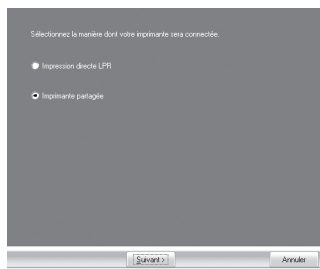 Sélectionnez la manière dont votre imprimante sera connectée.
Impression directe LPR
Imprimante partagée
Suivant >
Annuler